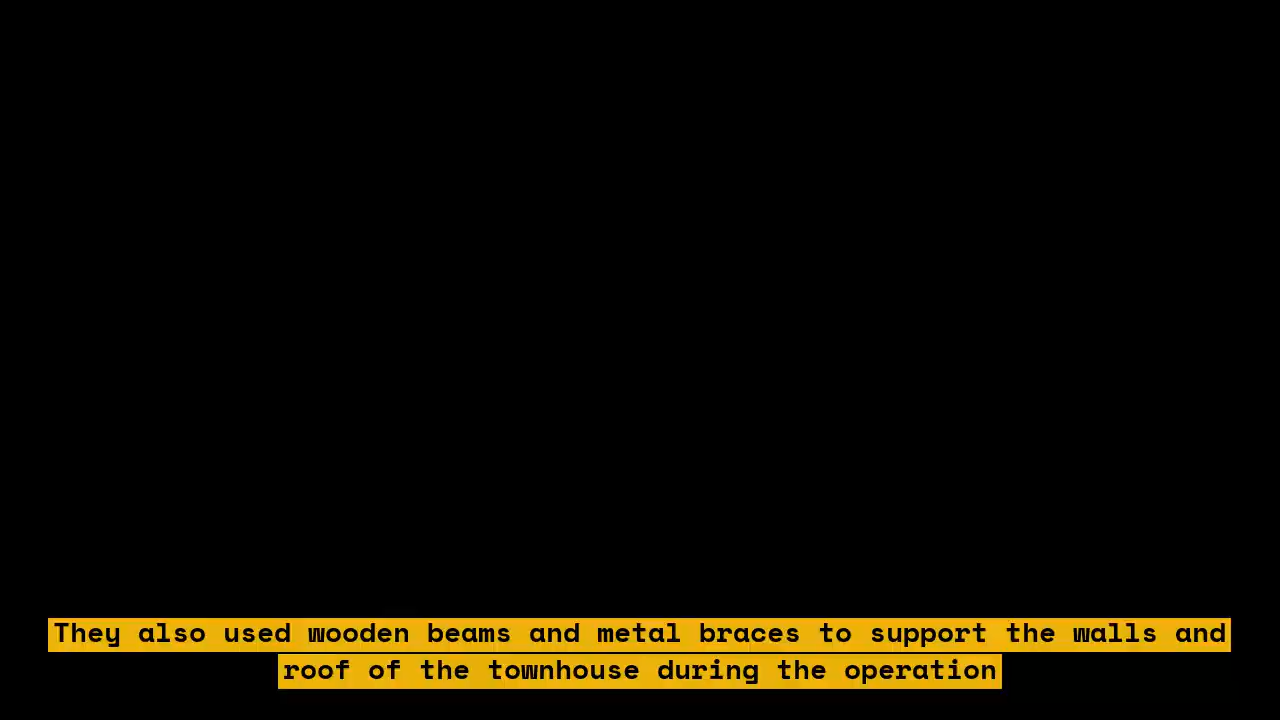 They also used wooden beams and metal braces to support the walls and
roof of the townhouse during the operation